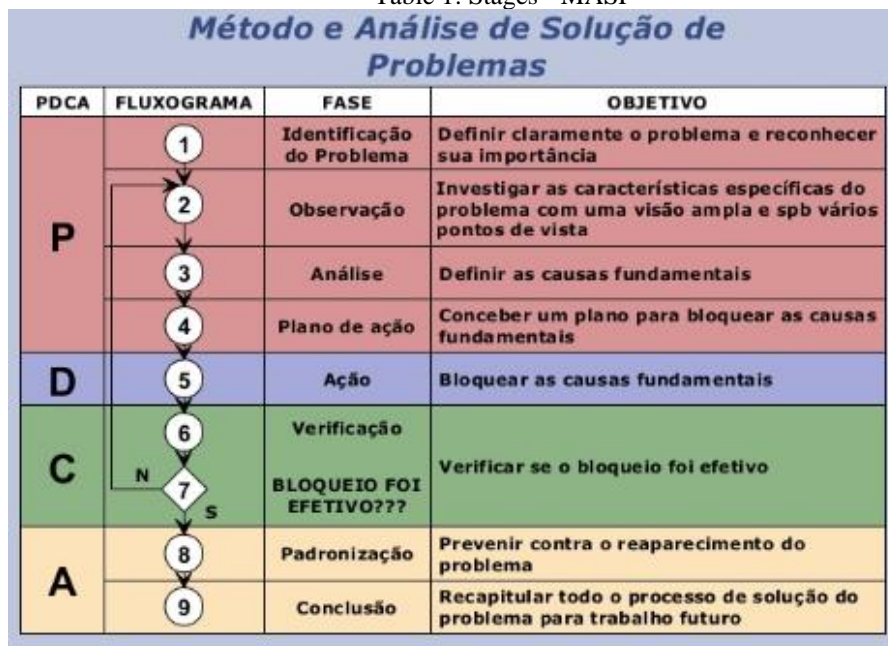 Table 1: Stages - MASP
Método e Análise de Solução de
Problemas
PDCA FLUXOGRAMA FASE OBJETIVO
P
1
Identificação
do Problema
Definir claramente o problema e reconhecer
sua importância
2
Observação
Investigar as características específicas do
problema com uma visão ampla e spb vários
pontos de vista
3
Análise
Definir as causas fundamentais
4
Plano de ação
Conceber um plano para bloquear as causas
fundamentais
D
5
Ação
Bloquear as causas fundamentais
C
6
Verificação
N
7
S
BLOQUEIO FOI
EFETIVO???
Verificar se o bloqueio foi efetivo
A
8
Padronização
Prevenir contra o reaparecimento do
problema
9
Conclusão
Recapitular todo o processo de solução do
problema para trabalho futuro